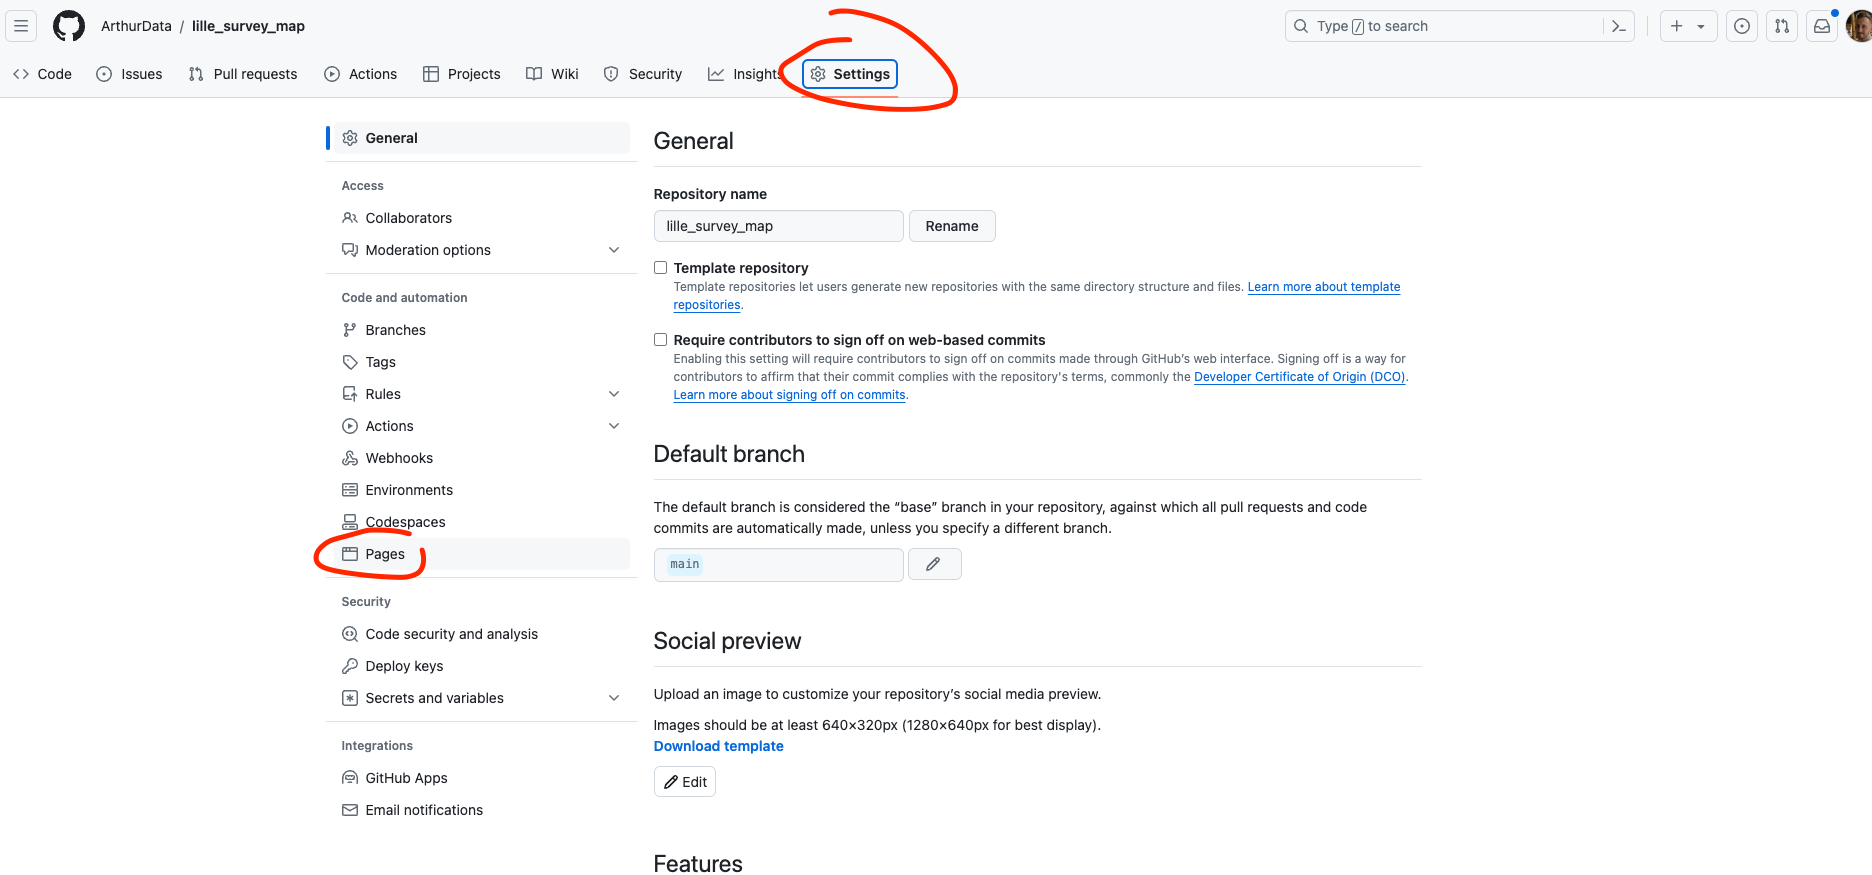 ArthurData / lille_survey_map
Type / to search
Code Issues Pull requests Actions Projects Wiki Security Insights Settings
General
Access
Collaborators
Moderation options
Code and automation
Branches
Tags
Rules
Actions
Webhooks
Environments
Codespaces
Pages
Security
Code security and analysis
Deploy keys
Secrets and variables
Integrations
GitHub Apps
Email notifications
General
Repository name
lille_survey_map Rename
Template repository
Template repositories let users generate new repositories with the same directory structure and files. Learn more about template
repositories.
Require contributors to sign off on web-based commits
Enabling this setting will require contributors to sign off on commits made through GitHub's web interface. Signing off is a way for
contributors to affirm that their commit complies with the repository's terms, commonly the Developer Certificate of Origin (DCO).
Learn more about signing off on commits.
Default branch
The default branch is considered the “base” branch in your repository, against which all pull requests and code
commits are automatically made, unless you specify a different branch.
main
Social preview
Upload an image to customize your repository’s social media preview.
Images should be at least 640×320px (1280×640px for best display).
Download template
Edit
Features